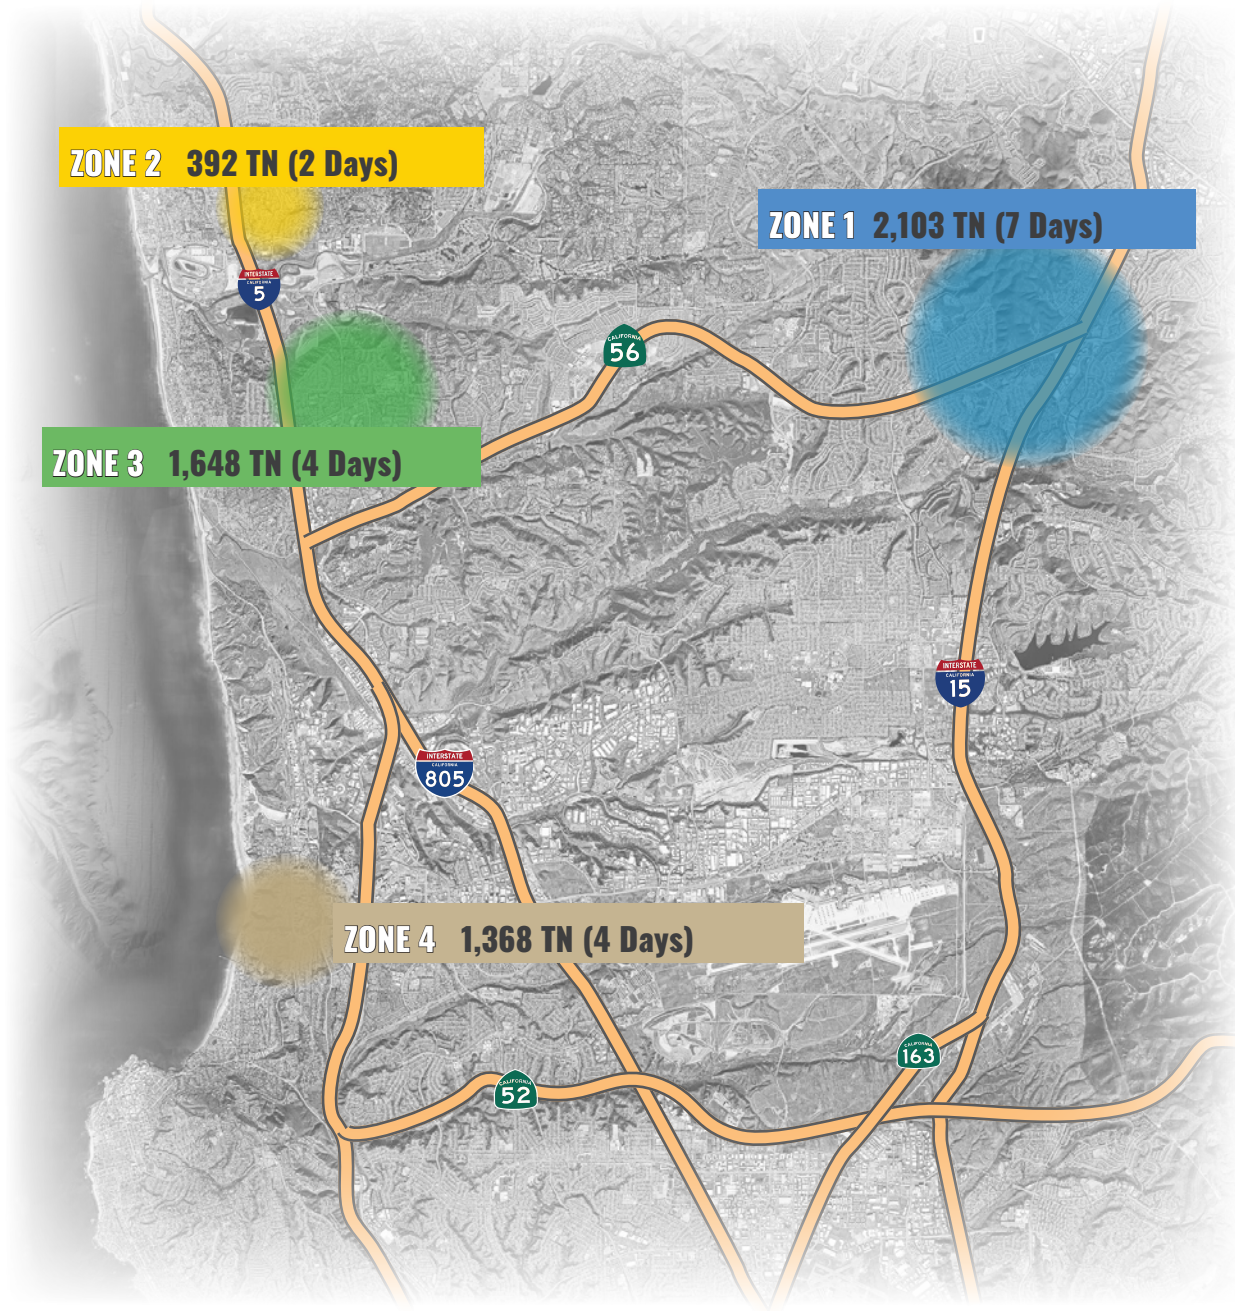 ZONE 2 392 TN (2 Days)
ZONE 1 2,103 TN (7 Days)
INTERSTATE
CALIFORNIA
5
CALIFORNIA
56
ZONE 3 1,648 TN (4 Days)
INTERSTATE
CALIFORNIA
15
INTERSTATE
CALIFORNIA
805
ZONE 4 1,368 TN (4 Days)
CALIFORNIA
163
CALIFORNIA
52